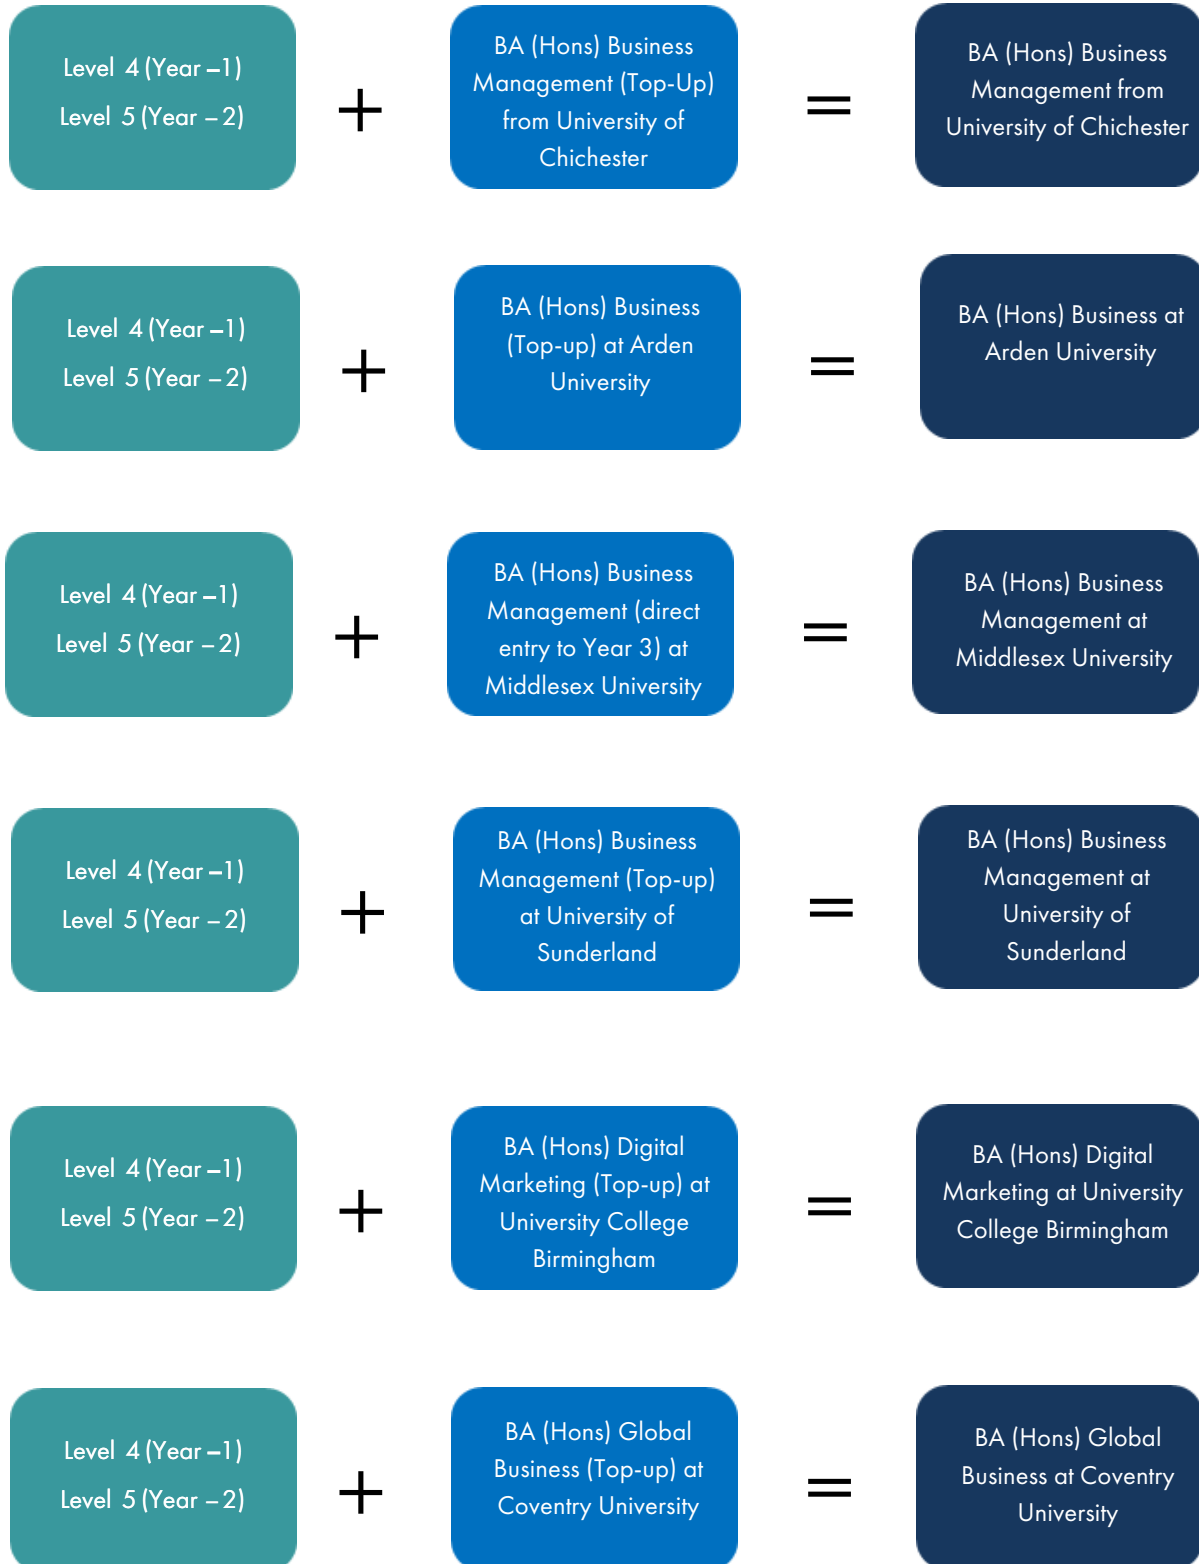 Level 4 (Year –1)
Level 5 (Year – 2)
+
BA (Hons) Business
Management (Top-Up)
from University of
Chichester
=
BA (Hons) Business
Management from
University of Chichester
Level 4 (Year –1)
Level 5 (Year – 2)
+
BA (Hons) Business
(Top-up) at Arden
University
=
BA (Hons) Business at
Arden University
Level 4 (Year –1)
Level 5 (Year – 2)
+
BA (Hons) Business
Management (direct
entry to Year 3) at
Middlesex University
=
BA (Hons) Business
Management at
Middlesex University
Level 4 (Year –1)
Level 5 (Year – 2)
+
BA (Hons) Business
Management (Top-up)
at University of
Sunderland
=
BA (Hons) Business
Management at
University of
Sunderland
Level 4 (Year –1)
Level 5 (Year – 2)
+
BA (Hons) Digital
Marketing (Top-up) at
University College
Birmingham
=
BA (Hons) Digital
Marketing at University
College Birmingham
Level 4 (Year –1)
Level 5 (Year – 2)
+
BA (Hons) Global
Business (Top-up) at
Coventry University
=
BA (Hons) Global
Business at Coventry
University